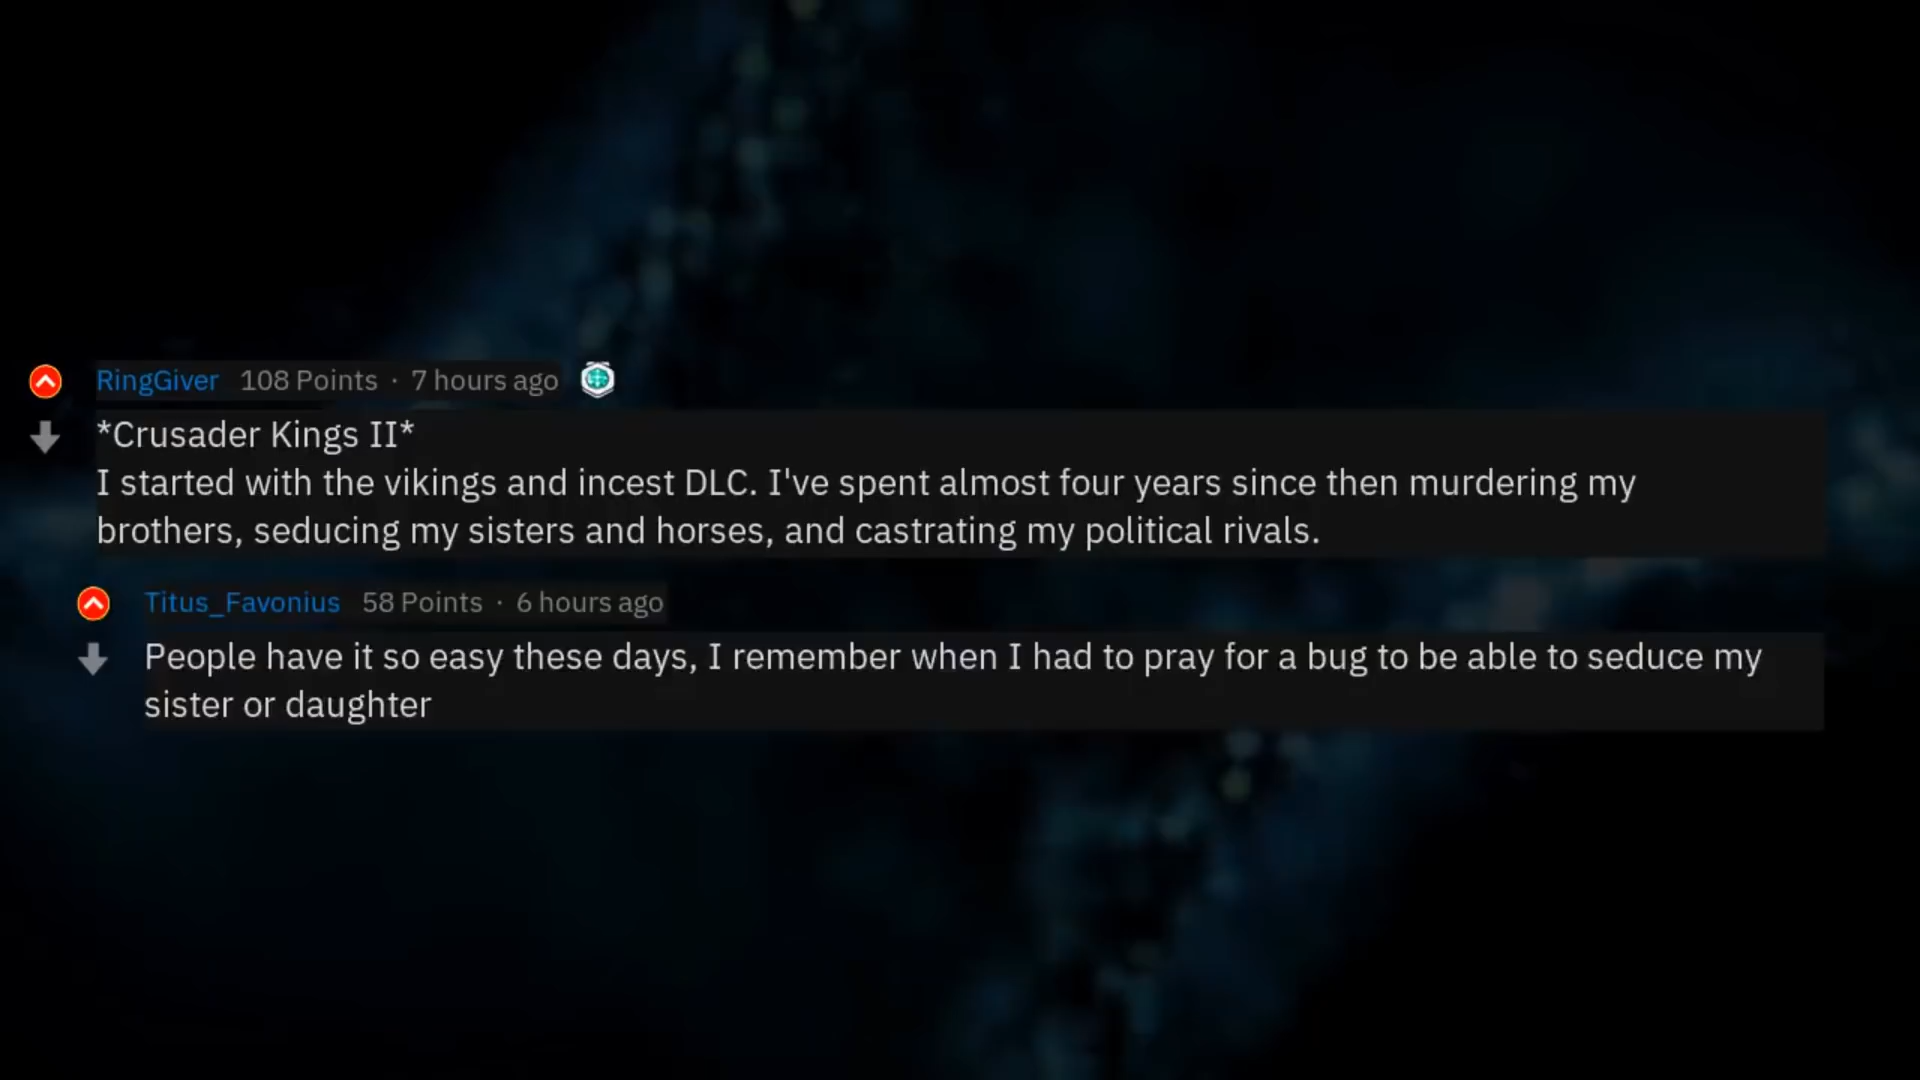 RingGiver 108 Points · 7 hours ago
*Crusader Kings II*
I started with the vikings and incest DLC. I've spent almost four years since then murdering my
brothers, seducing my sisters and horses, and castrating my political rivals.
Titus_Favonius 58 Points · 6 hours ago
People have it so easy these days, I remember when I had to pray for a bug to be able to seduce my
sister or daughter